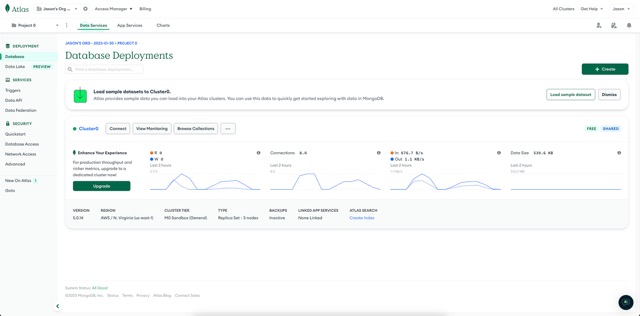 Atlas
Jason's Org ...
Access Manager
Billing
All Clusters
Get Help
Jason
Project 0
Data Services
App Services
Charts
DEPLOYMENT
Database
Data Lake PREVIEW
SERVICES
Triggers
Data API
Data Federation
SECURITY
Quickstart
Database Access
Network Access
Advanced
New On Atlas 1
Goto
JASON'S ORG - 2023-01-30 > PROJECT 0
Database Deployments
Find a database deployment...
+ Create
Load sample datasets to Cluster0.
Atlas provides sample data you can load into your Atlas clusters. You can use this data to quickly get started exploring with data in MongoDB.
Load sample dataset
Dismiss
Cluster0
Connect
View Monitoring
Browse Collections
...
FREE
SHARED
Enhance Your Experience
For production throughput and
richer metrics, upgrade to a
dedicated cluster now!
Upgrade
R 0
W 0
Last 2 hours
Connections
Last 2 hours
In 676.7 B/s
Out 1.1 KB/s
Last 2 hours
Data Size
Last 2 hours
VERSION
5.0.14
REGION
AWS / N. Virginia (us-east-1)
CLUSTER TIER
M0 Sandbox (General)
TYPE
Replica Set - 3 nodes
BACKUPS
Inactive
LINKED APP SERVICES
None Linked
ATLAS SEARCH
Create Index
System Status: All Good
©2023 MongoDB, Inc.
Status
Terms
Privacy
Atlas Blog
Contact Sales